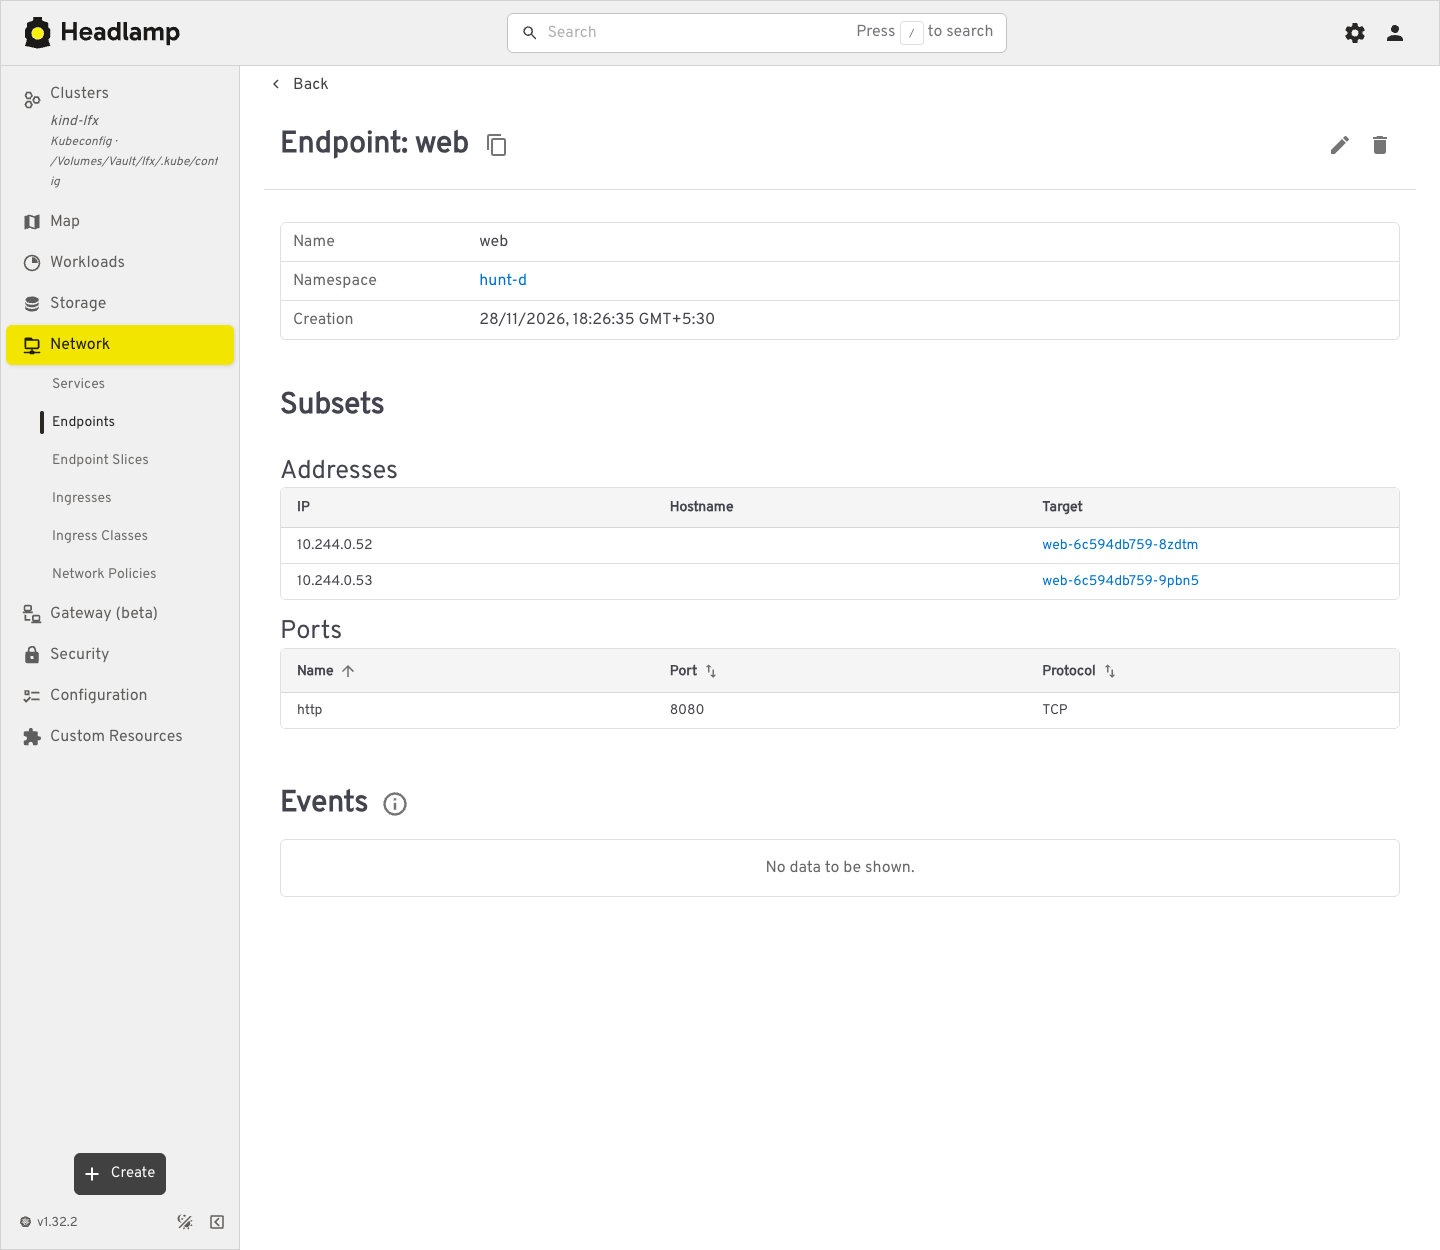 Headlamp
Search
Press / to search
Clusters
kind-lfx
Kubeconfig ·
/Volumes/Vault/lfx/.kube/conf
ig
Map
Workloads
Storage
Network
Services
Endpoints
Endpoint Slices
Ingresses
Ingress Classes
Network Policies
Gateway (beta)
Security
Configuration
Custom Resources
Create
v1.32.2
Back
Endpoint: web
Name web
Namespace hunt-d
Creation 28/11/2026, 18:26:35 GMT+5:30
Subsets
Addresses
IP Hostname Target
10.244.0.52 web-6c594db759-8zdtm
10.244.0.53 web-6c594db759-9pbn5
Ports
Name Port Protocol
http 8080 TCP
Events
No data to be shown.